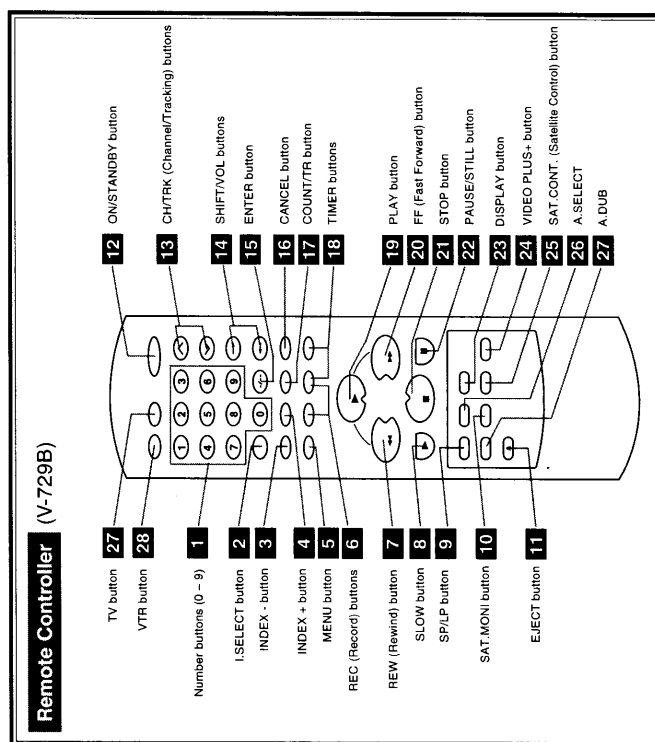 Remote Controller (V-729B)
27 TV button
28 VTR button
1 Number buttons (0 – 9)
2 I.SELECT button
3 INDEX - button
4 INDEX + button
5 MENU button
6 REC (Record) buttons
7 REW (Rewind) button
8 SLOW button
9 SP/LP button
10 SAT.MONI button
11 EJECT button
1 2 3
4 5 6
7 8 9
0
12 ON/STANDBY button
13 CH/TRK (Channel/Tracking) buttons
14 SHIFT/VOL buttons
15 ENTER button
16 CANCEL button
17 COUNT/TR button
18 TIMER buttons
19 PLAY button
20 FF (Fast Forward) button
21 STOP button
22 PAUSE/STILL button
23 DISPLAY button
24 VIDEO PLUS+ button
25 SAT.CONT. (Satellite Control) button
26 A.SELECT
27 A.DUB